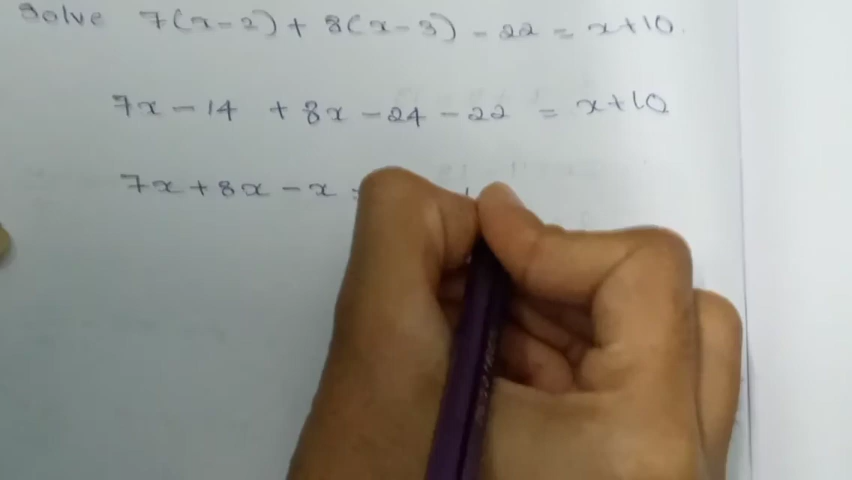 Solve 7(x-2) + 8(x-3) - 22 = x+10.
7x - 14 + 8x - 24 - 22 = x+10
7x + 8x - x =